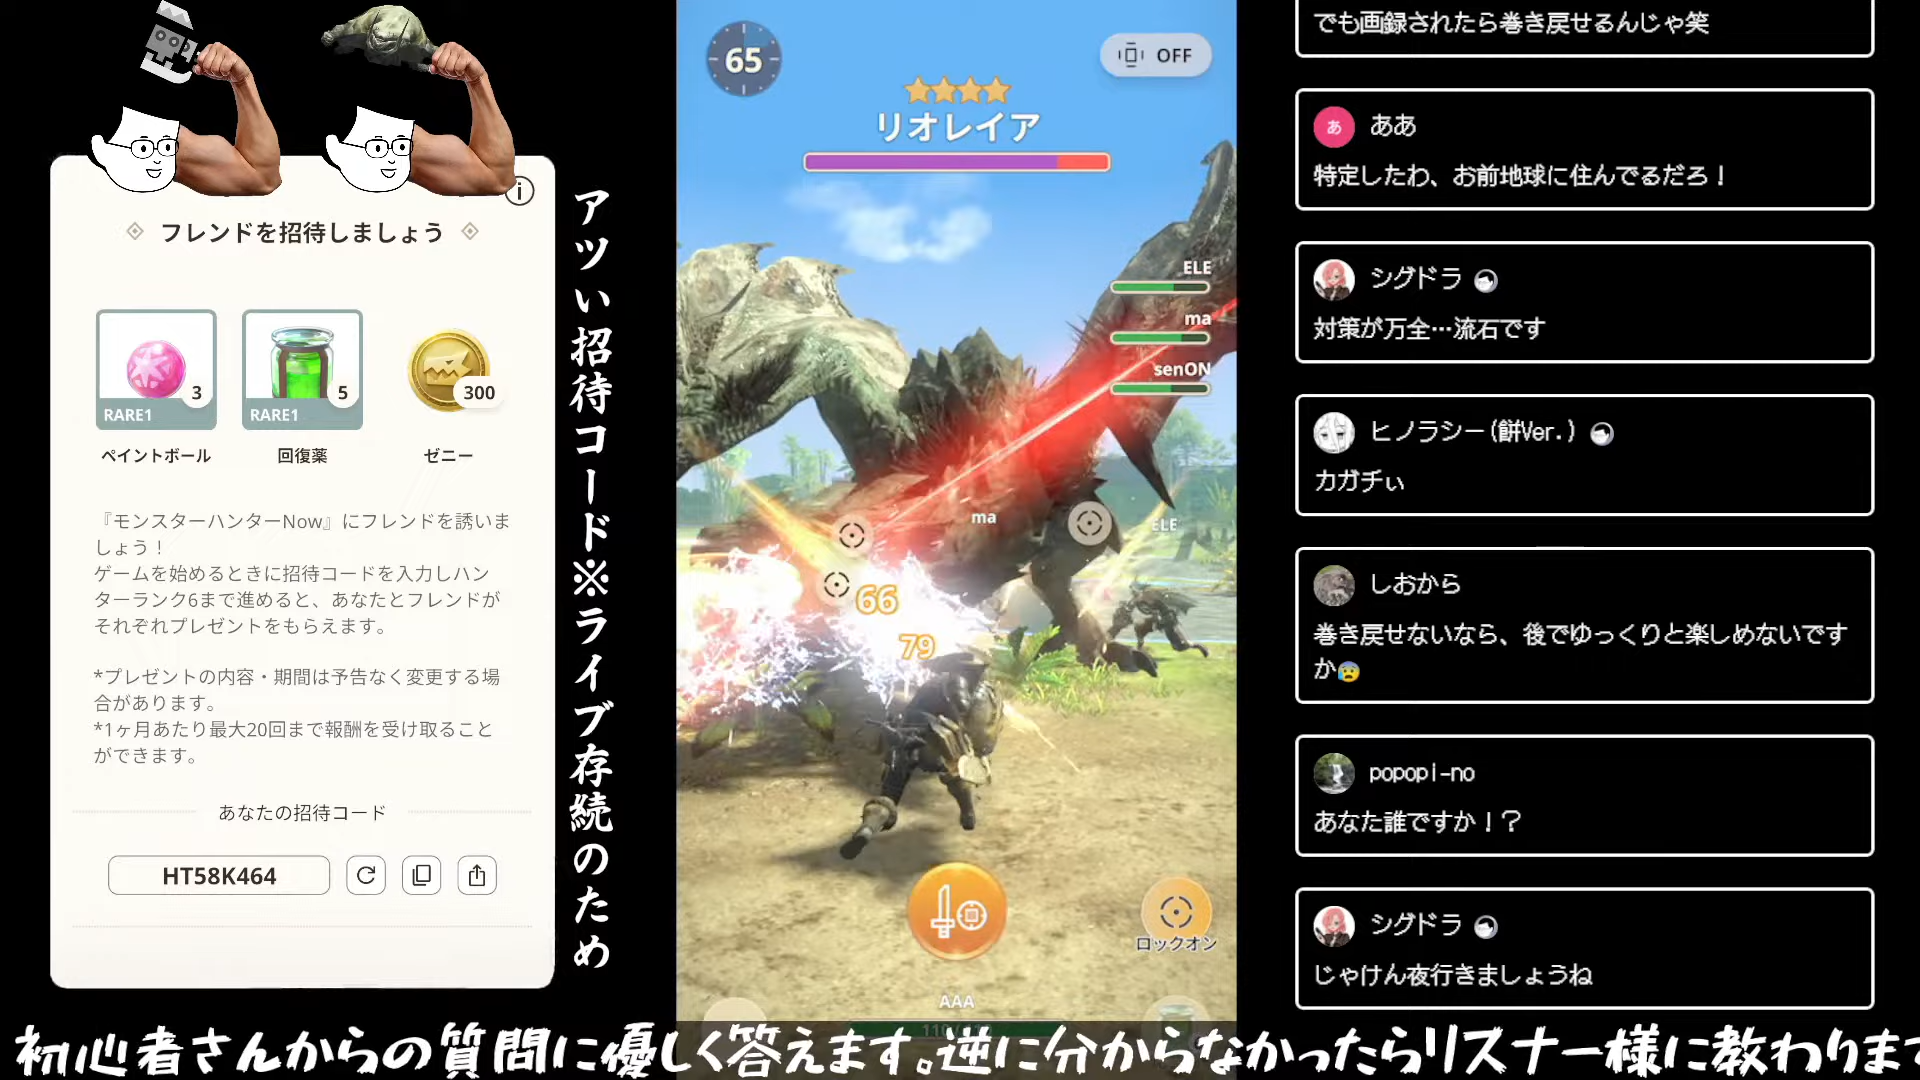 フレンドを招待しましょう
3
RARE1
ペイントボール
5
RARE1
回復薬
300
ゼニー
『モンスターハンターNow』にフレンドを誘いま
しょう！
ゲームを始めるときに招待コードを入力しハン
ターランク6まで進めると、あなたとフレンドが
それぞれプレゼントをもらえます。
*プレゼントの内容・期間は予告なく変更する場
合があります。
*1ヶ月あたり最大20回まで報酬を受け取ること
ができます。
あなたの招待コード
HT58K464
アツい招待コード※ライブ存続のため
65
OFF
リオレイア
ELE
ma
senON
ma
ELE
66
79
ロックオン
AAA
でも画録されたら巻き戻せるんじゃ笑
あ
ああ
特定したわ、お前地球に住んでるだろ！
シグドラ
対策が万全…流石です
ヒノラシー(餅Ver.)
カガチぃ
しおから
巻き戻せないなら、後でゆっくりと楽しめないです
か😰
popopi-no
あなた誰ですか！？
シグドラ
じゃけん夜行きましょうね
初心者さんからの質問に優しく答えます。逆に分からなかったらリスナー様に教わりま